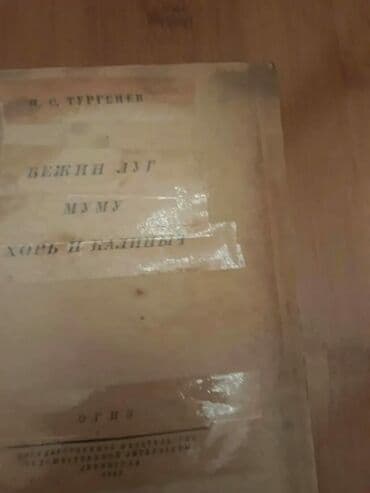 И. С. ТУРГЕНЕВ
БЕЖИН ЛУГ
МУМУ
ХОРЬ И КАЛИНЫЧ
ОГИЗ